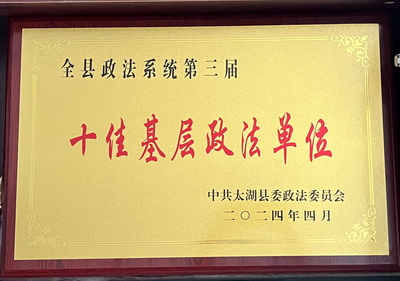 全县政法系统第三届
十佳基层政法单位
中共太湖县委政法委员会
二〇二四年四月